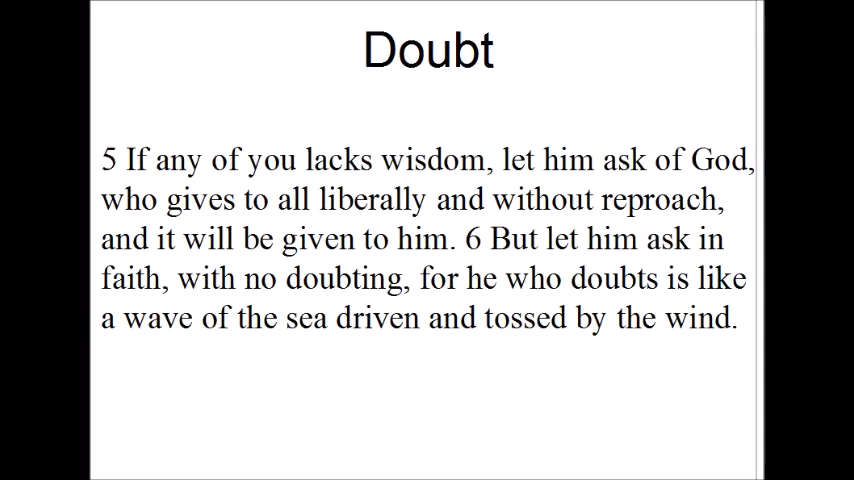 Doubt
5 If any of you lacks wisdom, let him ask of God,
who gives to all liberally and without reproach,
and it will be given to him. 6 But let him ask in
faith, with no doubting, for he who doubts is like
a wave of the sea driven and tossed by the wind.